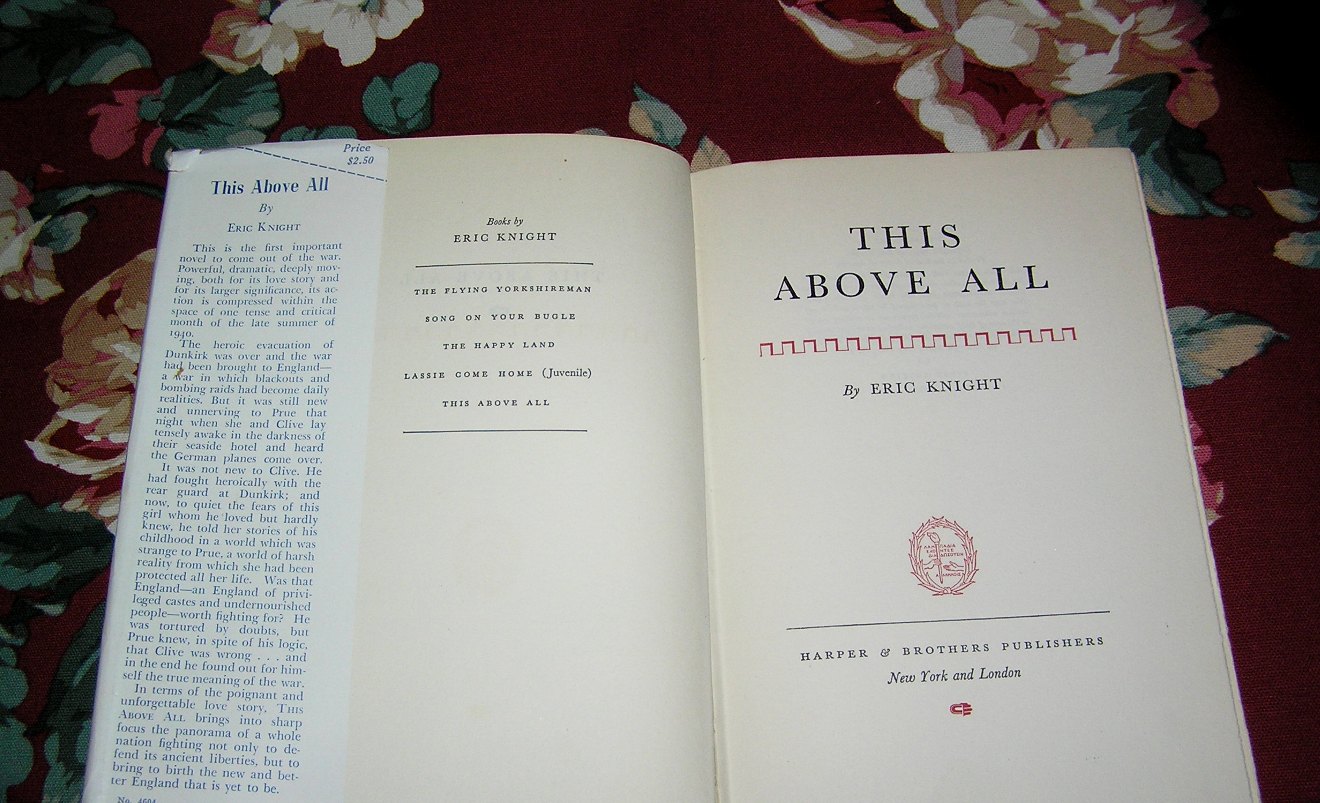 Price
$2.50
This Above All
By
ERIC KNIGHT
This is the first important
novel to come out of the war.
Powerful, dramatic, deeply mov-
ing, both for its love story and
for its larger significance, its ac-
tion is compressed within the
space of one tense and critical
month of the late summer of
1940.
The heroic evacuation of
Dunkirk was over and the war
had been brought to England—
a war in which blackouts and
bombing raids had become daily
realities. But it was still new
and unnerving to Prue that
night when she and Clive lay
tensely awake in the darkness of
their seaside hotel and heard
the German planes come over.
It was not new to Clive. He
had fought heroically with the
rear guard at Dunkirk; and
now, to quiet the fears of this
girl whom he loved but hardly
knew, he told her stories of his
childhood in a world which was
strange to Prue, a world of harsh
reality from which she had been
protected all her life. Was that
England—an England of privi-
leged castes and undernourished
people—worth fighting for? He
was tortured by doubts, but
Prue knew, in spite of his logic,
that Clive was wrong . . . and
in the end he found out for him-
self the true meaning of the war.
In terms of the poignant and
unforgettable love story, THIS
ABOVE ALL brings into sharp
focus the panorama of a whole
nation fighting not only to de-
fend its ancient liberties, but to
bring to birth the new and bet-
ter England that is yet to be.
No. 4604
Books by
ERIC KNIGHT
THE FLYING YORKSHIREMAN
SONG ON YOUR BUGLE
THE HAPPY LAND
LASSIE COME HOME (Juvenile)
THIS ABOVE ALL
THIS
ABOVE ALL
By ERIC KNIGHT
HARPER & BROTHERS PUBLISHERS
New York and London